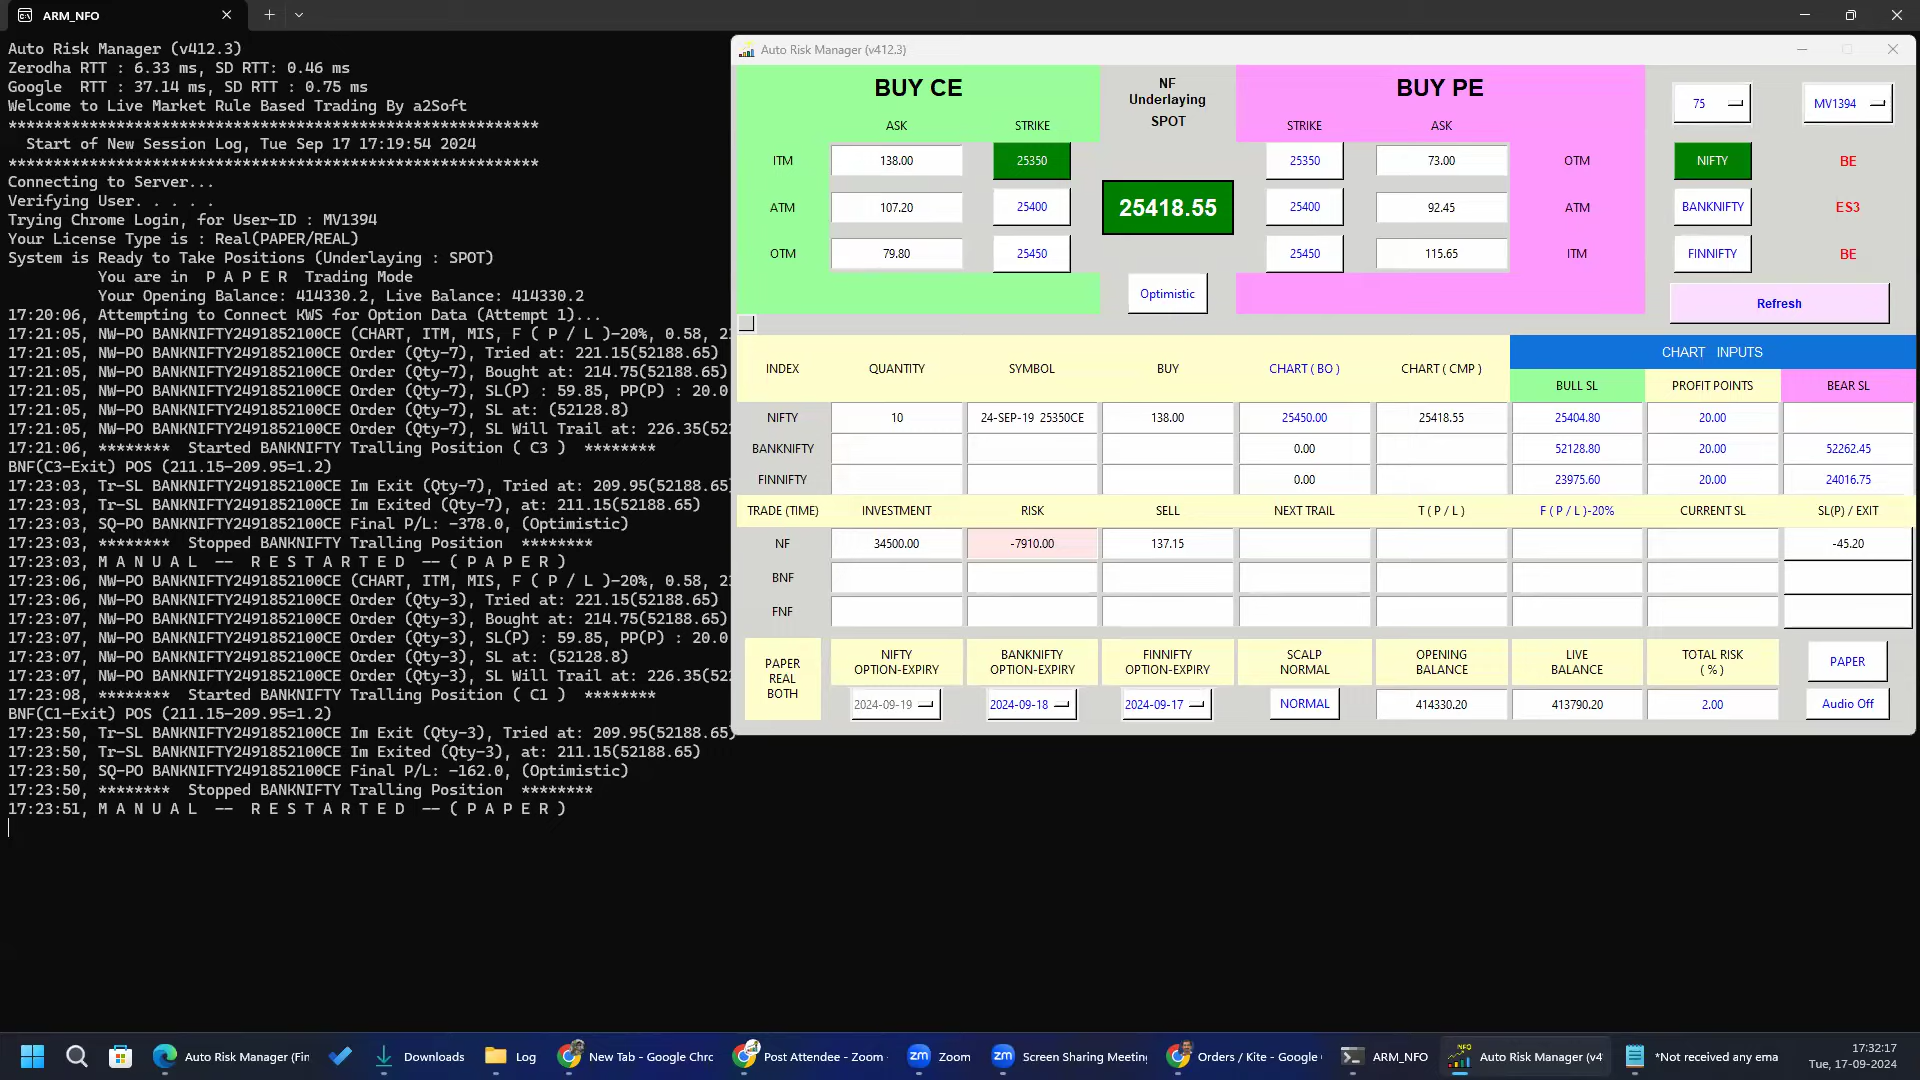 ARM_NFO
Auto Risk Manager (v412.3)
Zerodha RTT : 6.33 ms, SD RTT: 0.46 ms
Google  RTT : 37.14 ms, SD RTT : 0.75 ms
Welcome to Live Market Rule Based Trading By a2Soft
***********************************************************
Start of New Session Log, Tue Sep 17 17:19:54 2024
***********************************************************
Connecting to Server...
Verifying User. . . . .
Trying Chrome Login, for User-ID : MV1394
Your License Type is : Real(PAPER/REAL)
System is Ready to Take Positions (Underlaying : SPOT)
You are in  P A P E R  Trading Mode
Your Opening Balance: 414330.2, Live Balance: 414330.2
17:20:06, Attempting to Connect KWS for Option Data (Attempt 1)...
17:21:05, NW-PO BANKNIFTY2491852100CE (CHART, ITM, MIS, F ( P / L )-20%, 0.58, 2
17:21:05, NW-PO BANKNIFTY2491852100CE Order (Qty-7), Tried at: 221.15(52188.65)
17:21:05, NW-PO BANKNIFTY2491852100CE Order (Qty-7), Bought at: 214.75(52188.65)
17:21:05, NW-PO BANKNIFTY2491852100CE Order (Qty-7), SL(P) : 59.85, PP(P) : 20.0
17:21:05, NW-PO BANKNIFTY2491852100CE Order (Qty-7), SL at: (52128.8)
17:21:05, NW-PO BANKNIFTY2491852100CE Order (Qty-7), SL Will Trail at: 226.35(52
17:21:06, ********  Started BANKNIFTY Tralling Position ( C3 )  ********
BNF(C3-Exit) POS (211.15-209.95=1.2)
17:23:03, Tr-SL BANKNIFTY2491852100CE Im Exit (Qty-7), Tried at: 209.95(52188.65)
17:23:03, Tr-SL BANKNIFTY2491852100CE Im Exited (Qty-7), at: 211.15(52188.65)
17:23:03, SQ-PO BANKNIFTY2491852100CE Final P/L: -378.0, (Optimistic)
17:23:03, ********  Stopped BANKNIFTY Tralling Position  ********
17:23:03, M A N U A L  --  R E S T A R T E D  -- ( P A P E R )
17:23:06, NW-PO BANKNIFTY2491852100CE (CHART, ITM, MIS, F ( P / L )-20%, 0.58, 2
17:23:06, NW-PO BANKNIFTY2491852100CE Order (Qty-3), Tried at: 221.15(52188.65)
17:23:07, NW-PO BANKNIFTY2491852100CE Order (Qty-3), Bought at: 214.75(52188.65)
17:23:07, NW-PO BANKNIFTY2491852100CE Order (Qty-3), SL(P) : 59.85, PP(P) : 20.0
17:23:07, NW-PO BANKNIFTY2491852100CE Order (Qty-3), SL at: (52128.8)
17:23:07, NW-PO BANKNIFTY2491852100CE Order (Qty-3), SL Will Trail at: 226.35(52
17:23:08, ********  Started BANKNIFTY Tralling Position ( C1 )  ********
BNF(C1-Exit) POS (211.15-209.95=1.2)
17:23:50, Tr-SL BANKNIFTY2491852100CE Im Exit (Qty-3), Tried at: 209.95(52188.65)
17:23:50, Tr-SL BANKNIFTY2491852100CE Im Exited (Qty-3), at: 211.15(52188.65)
17:23:50, SQ-PO BANKNIFTY2491852100CE Final P/L: -162.0, (Optimistic)
17:23:50, ********  Stopped BANKNIFTY Tralling Position  ********
17:23:51, M A N U A L  --  R E S T A R T E D  -- ( P A P E R )
Auto Risk Manager (v412.3)
BUY CE NF BUY PE
Underlaying
SPOT
75 MV1394
ASK STRIKE STRIKE ASK
ITM 138.00 25350 25350 73.00 OTM NIFTY BE
ATM 107.20 25400 25418.55 25400 92.45 ATM BANKNIFTY ES3
OTM 79.80 25450 25450 115.65 ITM FINNIFTY BE
Optimistic Refresh
CHART INPUTS
INDEX QUANTITY SYMBOL BUY CHART ( BO ) CHART ( CMP ) BULL SL PROFIT POINTS BEAR SL
NIFTY 10 24-SEP-19 25350CE 138.00 25450.00 25418.55 25404.80 20.00
BANKNIFTY 0.00 52128.80 20.00 52262.45
FINNIFTY 0.00 23975.60 20.00 24016.75
TRADE (TIME) INVESTMENT RISK SELL NEXT TRAIL T ( P / L ) F ( P / L )-20% CURRENT SL SL(P) / EXIT
NF 34500.00 -7910.00 137.15 -45.20
BNF
FNF
PAPER
REAL
BOTH
NIFTY OPTION-EXPIRY BANKNIFTY OPTION-EXPIRY FINNIFTY OPTION-EXPIRY SCALP NORMAL OPENING BALANCE LIVE BALANCE TOTAL RISK ( % ) PAPER
2024-09-19 2024-09-18 2024-09-17 NORMAL 414330.20 413790.20 2.00 Audio Off
Auto Risk Manager (Fin Downloads Log New Tab - Google Chro Post Attendee - Zoom Zoom Screen Sharing Meeting Orders / Kite - Google ARM_NFO Auto Risk Manager (v4 *Not received any ema
17:32:17
Tue, 17-09-2024